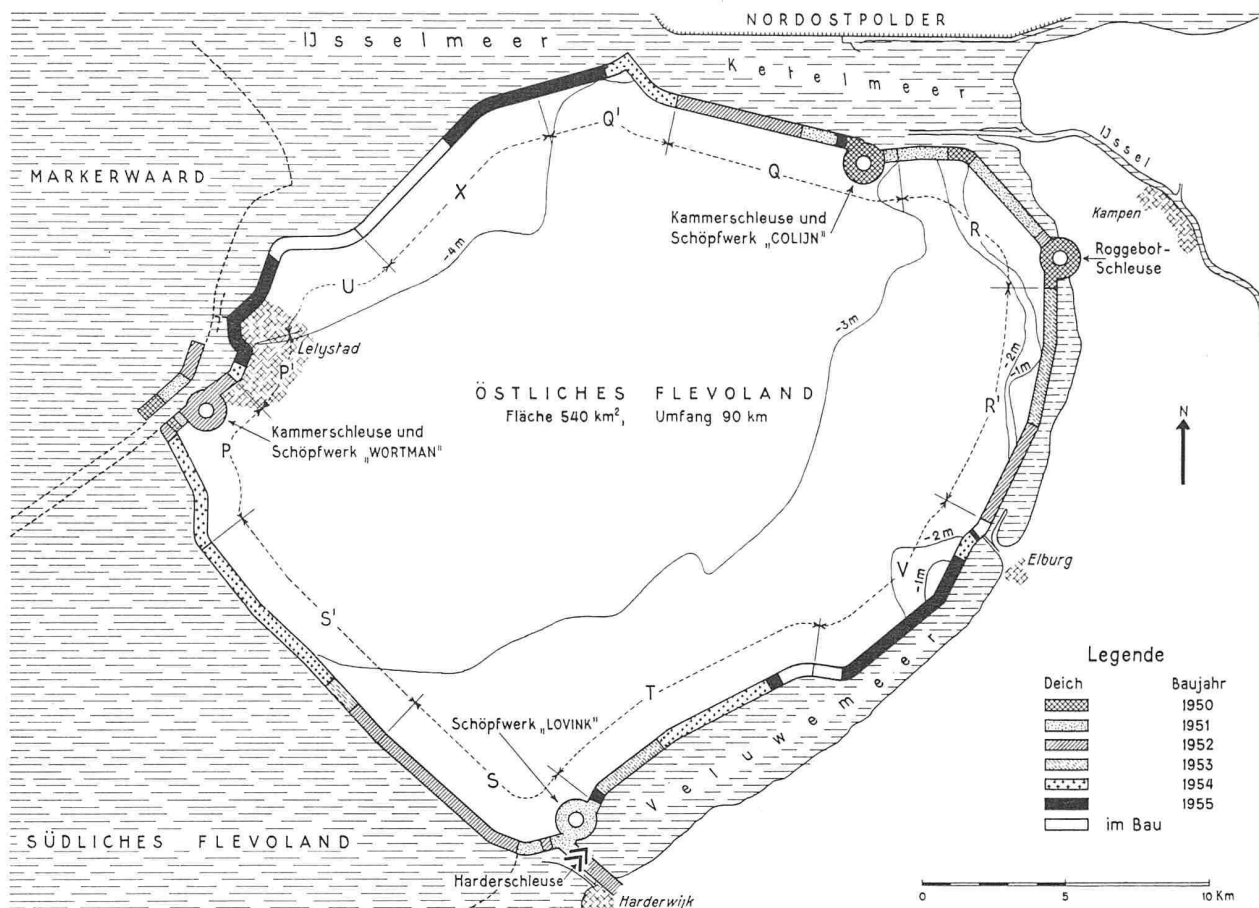 NORDOSTPOLDER
IJsselmeer
Ketelmeer
IJssel
MARKERWAARD
Kampen
Q'
Q
X
Kammerschleuse und
Schöpfwerk „COLIJN"
R
Roggebot-
Schleuse
-4m
U
-3m
Lelystad
P'
-2m
-1m
ÖSTLICHES FLEVOLAND
Fläche 540 km², Umfang 90 km
R'
N
Kammerschleuse und
Schöpfwerk „WORTMAN"
P
-2m
Elburg
V
-1m
S'
Veluwemeer
T
Schöpfwerk „LOVINK"
S
SÜDLICHES FLEVOLAND
Harderschleuse
Harderwijk
Legende
Deich Baujahr
1950
1951
1952
1953
1954
1955
im Bau
0 5 10 Km